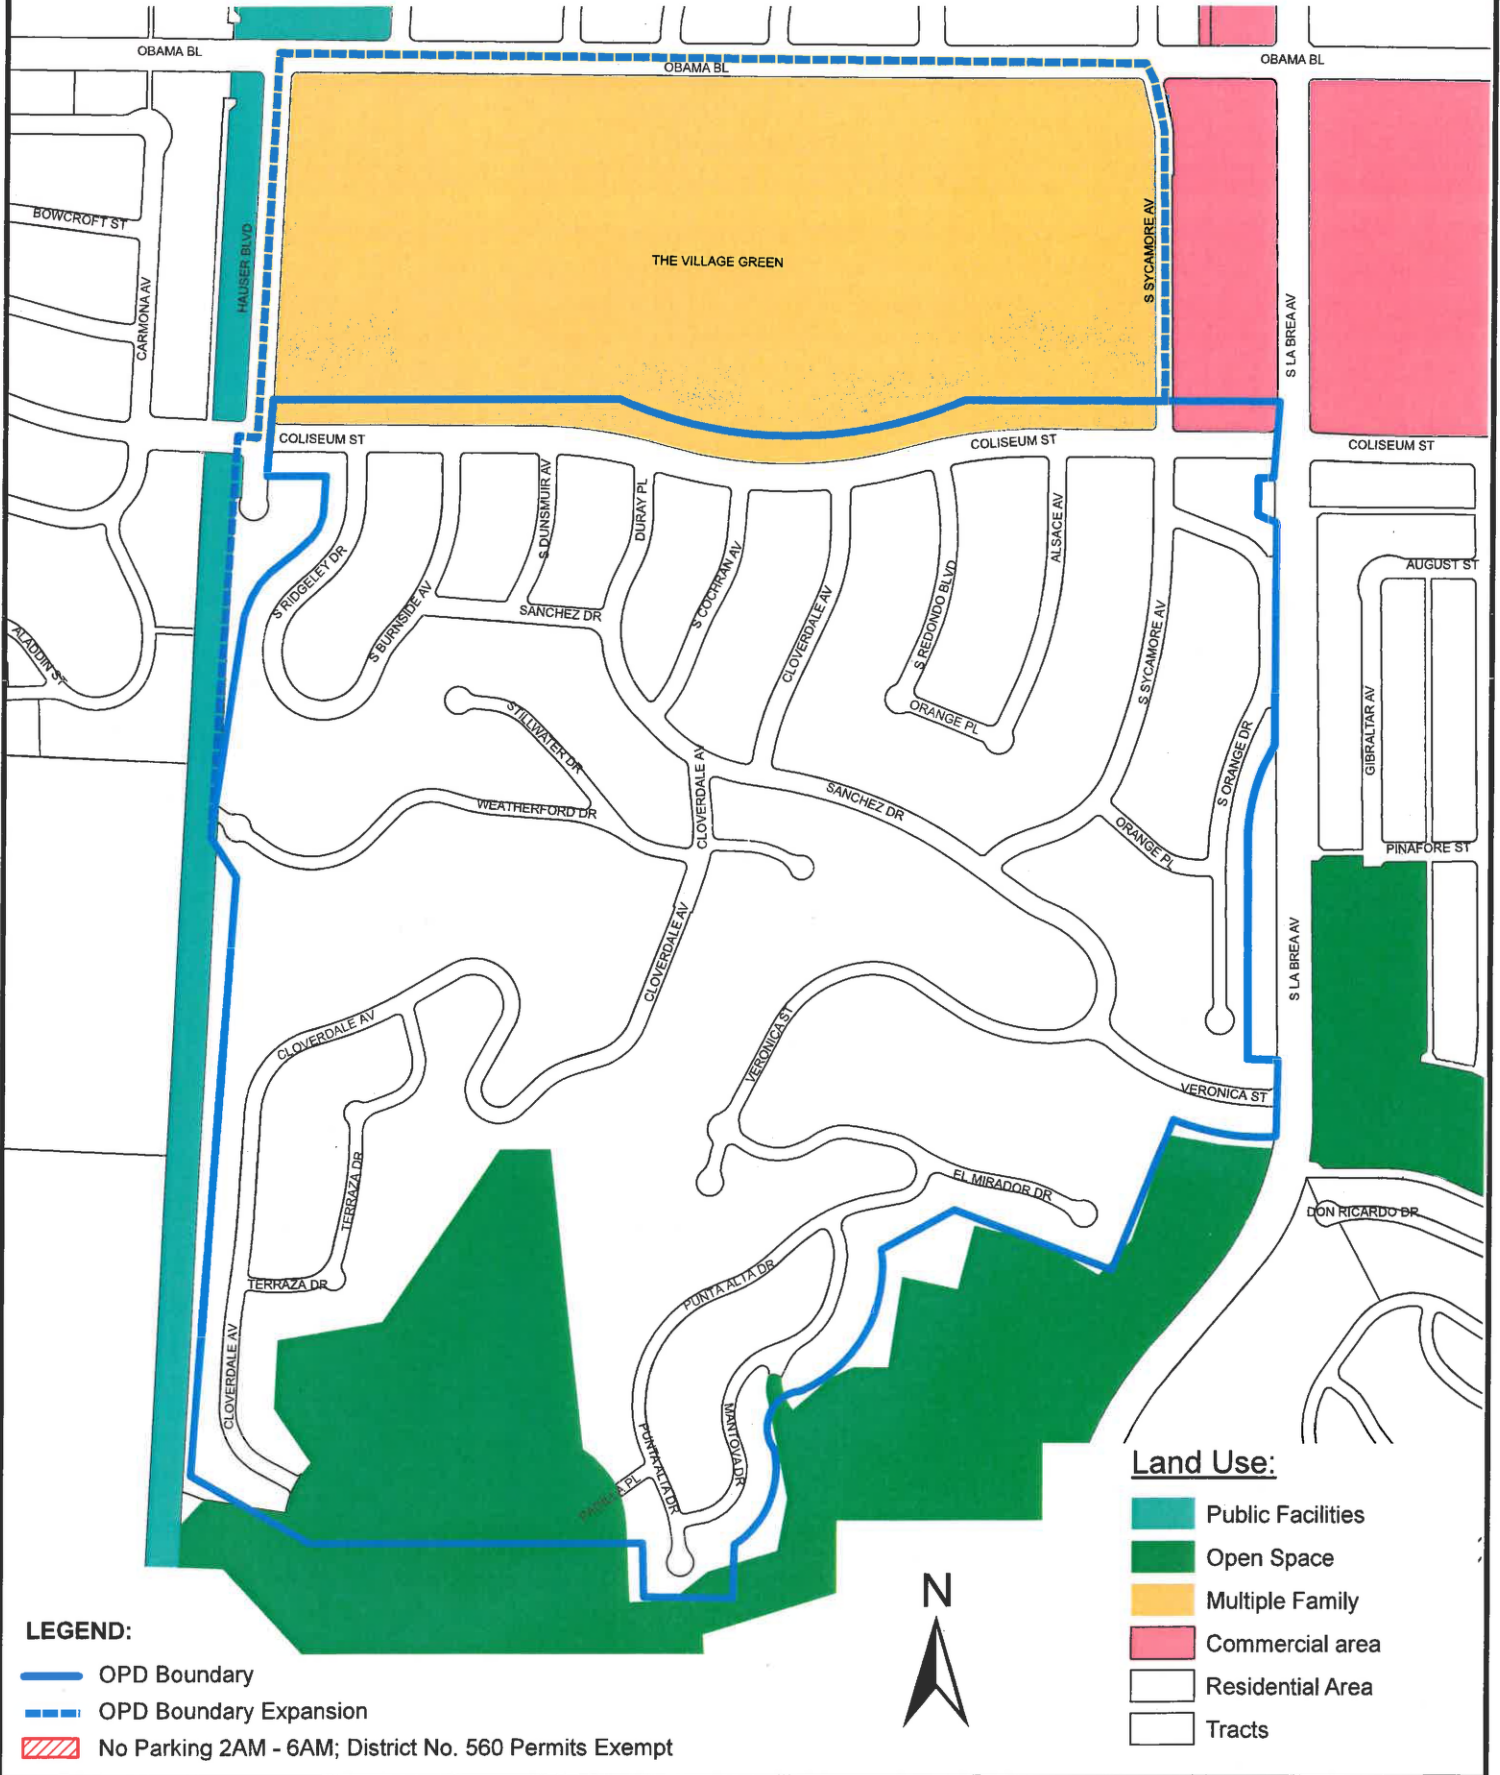 OBAMA BL
OBAMA BL
OBAMA BL
BOWCROFT ST
HAUSER BLVD
CARMONA AV
THE VILLAGE GREEN
S SYCAMORE AV
S LA BREA AV
COLISEUM ST
COLISEUM ST
COLISEUM ST
S DUNSMUIR AV
DURAY PL
S COCHRAN AV
ALSACE AV
AUGUST ST
S RIDGELEY DR
S BURNSIDE AV
SANCHEZ DR
CLOVERDALE AV
S REDONDO BLVD
S SYCAMORE AV
ALADDIN ST
STILLWATER DR
ORANGE PL
GIBRALTAR AV
S ORANGE DR
WEATHERFORD DR
CLOVERDALE AV
SANCHEZ DR
ORANGE PL
PINAFORE ST
CLOVERDALE AV
S LA BREA AV
CLOVERDALE AV
VERONICA ST
VERONICA ST
TERRAZA DR
EL MIRADOR DR
DON RICARDO DR
TERRAZA DR
PUNTA ALTA DR
CLOVERDALE AV
MANTOVA DR
PUNTA ALTA DR
PL
Land Use:
Public Facilities
Open Space
Multiple Family
Commercial area
Residential Area
Tracts
N
LEGEND:
OPD Boundary
OPD Boundary Expansion
No Parking 2AM - 6AM; District No. 560 Permits Exempt